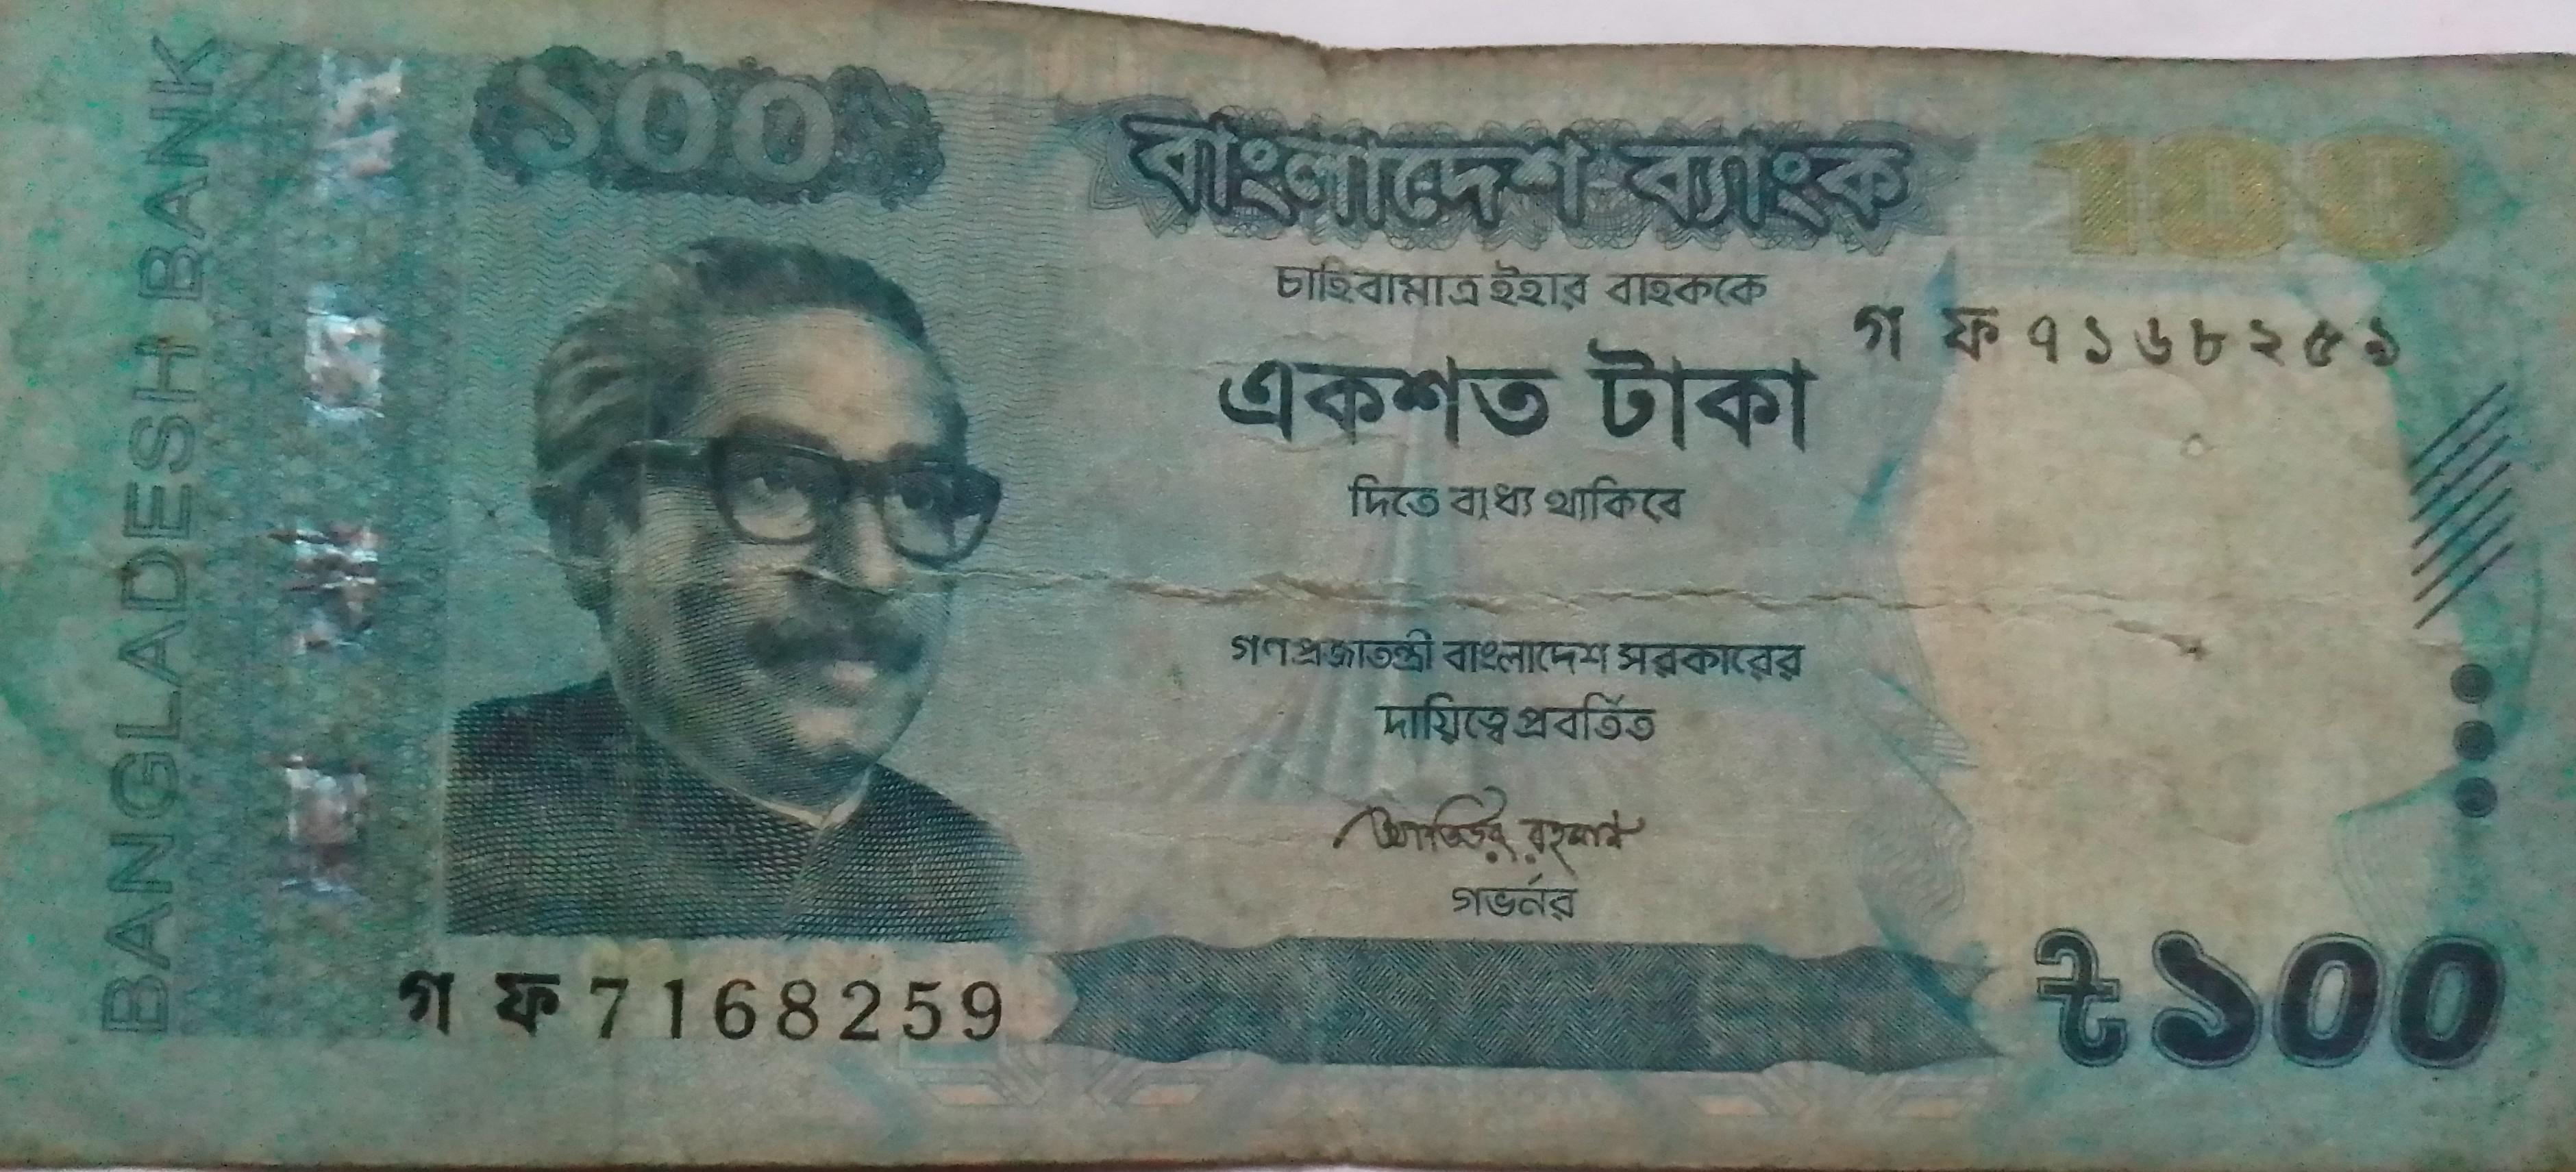 BANGLADESH BANK
১০০
বাংলাদেশ ব্যাংক
100
চাহিবামাত্র ইহার বাহককে
গ ফ ৭১৬৮২৫৯
একশত টাকা
দিতে বাধ্য থাকিবে
গণপ্রজাতন্ত্রী বাংলাদেশ সরকারের
দায়িত্বে প্রবর্তিত
আতিউর রহমান
গভর্নর
গ ফ 7168259
৳১০০